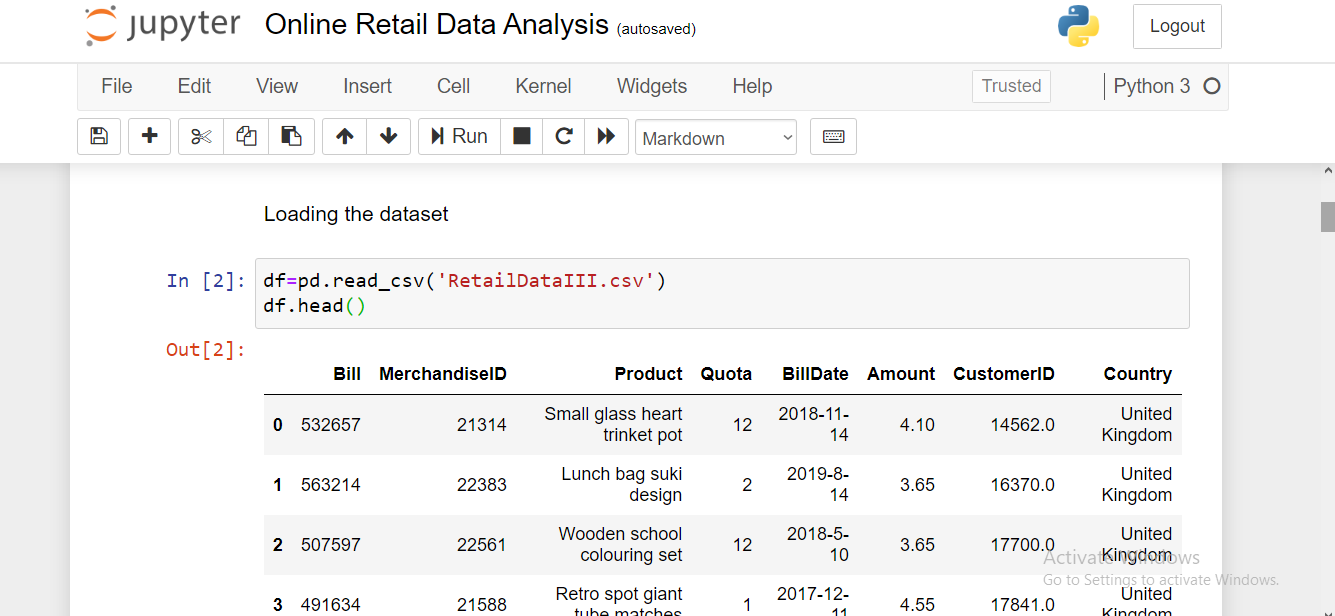 jupyter Online Retail Data Analysis (autosaved) Logout
File Edit View Insert Cell Kernel Widgets Help Trusted Python 3
Run Markdown
Loading the dataset
In [2]: df=pd.read_csv('RetailDataIII.csv')
df.head()
Out[2]:
Bill MerchandiseID Product Quota BillDate Amount CustomerID Country
0 532657 21314 Small glass heart trinket pot 12 2018-11-14 4.10 14562.0 United Kingdom
1 563214 22383 Lunch bag suki design 2 2019-8-14 3.65 16370.0 United Kingdom
2 507597 22561 Wooden school colouring set 12 2018-5-10 3.65 17700.0 United Kingdom
3 491634 21588 Retro spot giant tube matches 1 2017-12-11 4.55 17841.0 United Kingdom
Activate Windows
Go to Settings to activate Windows.